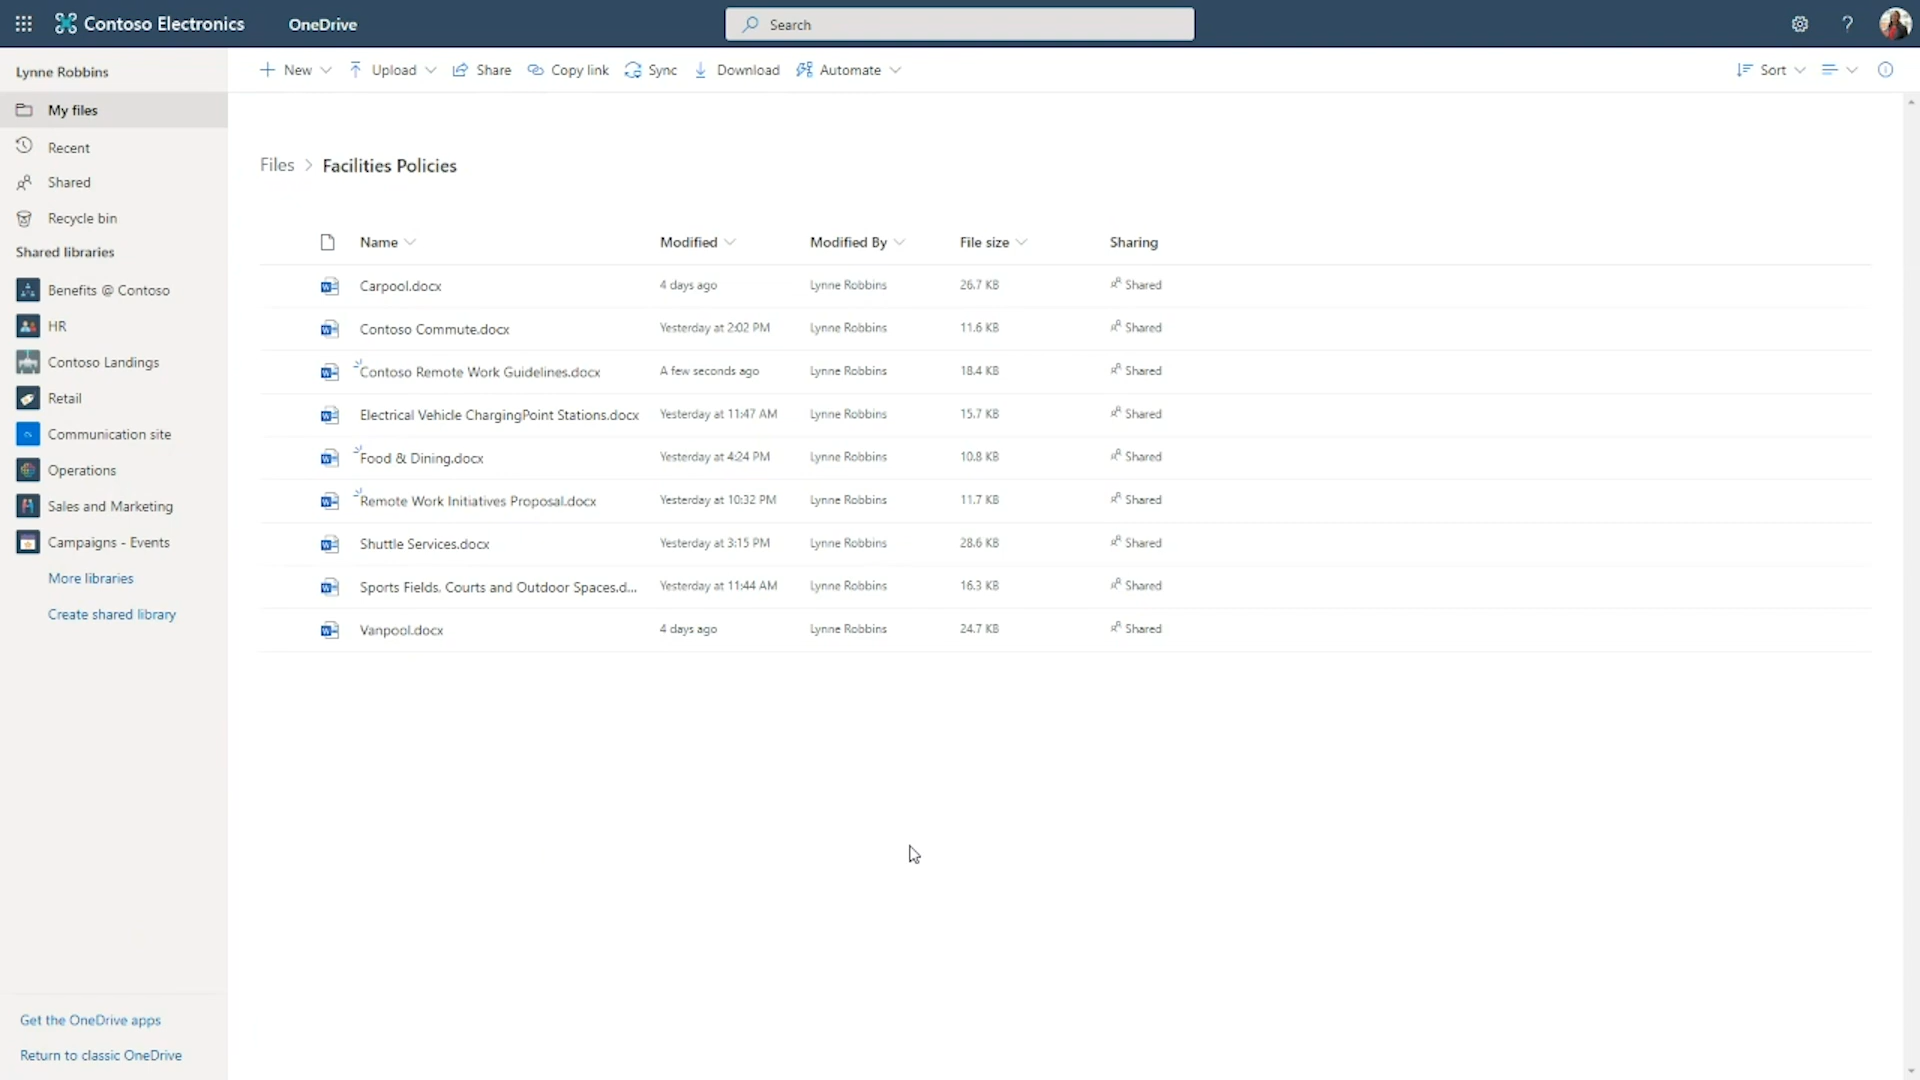 Contoso Electronics OneDrive Search ?
Lynne Robbins
New Upload Share Copy link Sync Download Automate Sort
My files
Recent
Shared
Recycle bin
Shared libraries
Benefits @ Contoso
HR
Contoso Landings
Retail
Communication site
Operations
Sales and Marketing
Campaigns - Events
More libraries
Create shared library
Get the OneDrive apps
Return to classic OneDrive
Files > Facilities Policies
Name Modified Modified By File size Sharing
Carpool.docx 4 days ago Lynne Robbins 26.7 KB Shared
Contoso Commute.docx Yesterday at 2:02 PM Lynne Robbins 11.6 KB Shared
Contoso Remote Work Guidelines.docx A few seconds ago Lynne Robbins 18.4 KB Shared
Electrical Vehicle ChargingPoint Stations.docx Yesterday at 11:47 AM Lynne Robbins 15.7 KB Shared
Food & Dining.docx Yesterday at 4:24 PM Lynne Robbins 10.8 KB Shared
Remote Work Initiatives Proposal.docx Yesterday at 10:32 PM Lynne Robbins 11.7 KB Shared
Shuttle Services.docx Yesterday at 3:15 PM Lynne Robbins 28.6 KB Shared
Sports Fields, Courts and Outdoor Spaces.d... Yesterday at 11:44 AM Lynne Robbins 16.3 KB Shared
Vanpool.docx 4 days ago Lynne Robbins 24.7 KB Shared